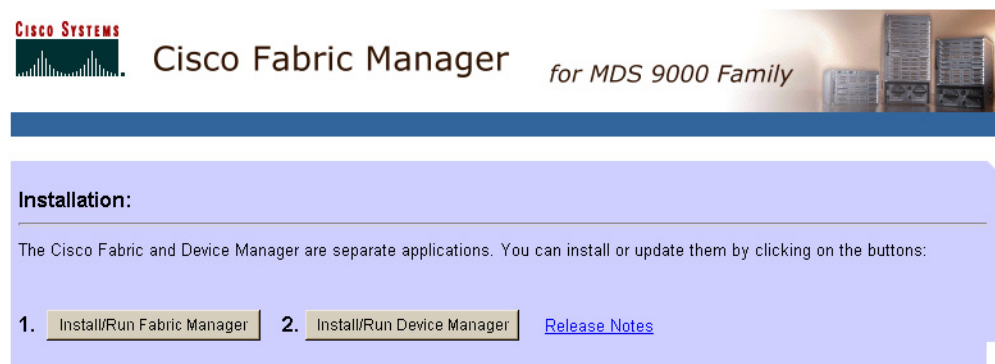 CISCO SYSTEMS
Cisco Fabric Manager for MDS 9000 Family
Installation:
The Cisco Fabric and Device Manager are separate applications. You can install or update them by clicking on the buttons:
1. Install/Run Fabric Manager 2. Install/Run Device Manager Release Notes